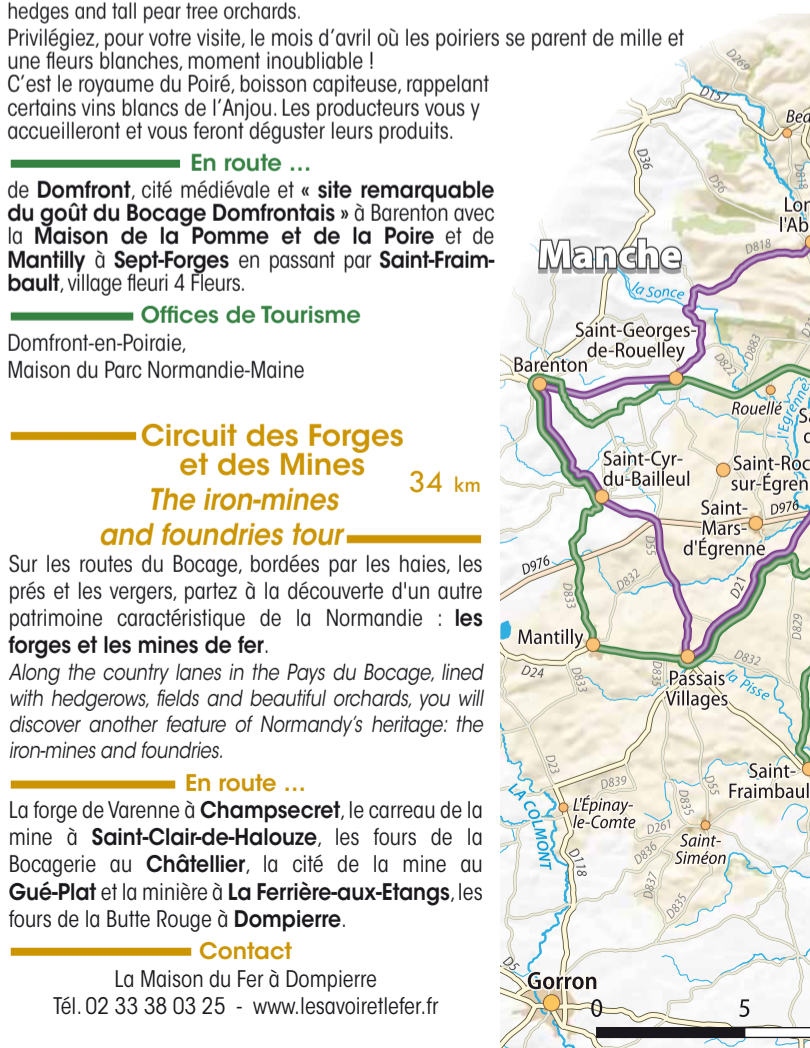 hedges and tall pear tree orchards.
Privilégiez, pour votre visite, le mois d'avril où les poiriers se parent de mille et
une fleurs blanches, moment inoubliable !
C'est le royaume du Poiré, boisson capiteuse, rappelant
certains vins blancs de l'Anjou. Les producteurs vous y
accueilleront et vous feront déguster leurs produits.
En route ...
de Domfront, cité médiévale et « site remarquable
du goût du Bocage Domfrontais » à Barenton avec
la Maison de la Pomme et de la Poire et de
Mantilly à Sept-Forges en passant par Saint-Fraim-
bault, village fleuri 4 Fleurs.
Offices de Tourisme
Domfront-en-Poiraie,
Maison du Parc Normandie-Maine
Circuit des Forges
et des Mines
34 km
The iron-mines
and foundries tour
Sur les routes du Bocage, bordées par les haies, les
prés et les vergers, partez à la découverte d'un autre
patrimoine caractéristique de la Normandie : les
forges et les mines de fer.
Along the country lanes in the Pays du Bocage, lined
with hedgerows, fields and beautiful orchards, you will
discover another feature of Normandy's heritage: the
iron-mines and foundries.
En route ...
La forge de Varenne à Champsecret, le carreau de la
mine à Saint-Clair-de-Halouze, les fours de la
Bocagerie au Châtellier, la cité de la mine au
Gué-Plat et la minière à La Ferrière-aux-Etangs, les
fours de la Butte Rouge à Dompierre.
Contact
La Maison du Fer à Dompierre
Tél. 02 33 38 03 25 - www.lesavoiretlefer.fr
D269
D157
Bed
D36
D56
D818
Lon
l'Ab
D818
Manche
la Sonce
Saint-Georges-
de-Rouelley
D822
D883
Barenton
Rouellé
l'Egrenne
Sa
Saint-Cyr-
du-Bailleul
Saint-Roc
sur-Égren
Saint-
Mars-
d'Égrenne
D976
D976
D55
D21
D832
D833
D829
Mantilly
D24
D833
D835
D832
Passais
Villages
la Pisse
D23
Saint-
Fraimbaul
LA COLMONT
D839
D835
D55
L'Épinay-
le-Comte
D261
D836
Saint-
Siméon
D118
D837
D835
D5
Gorron
0
5